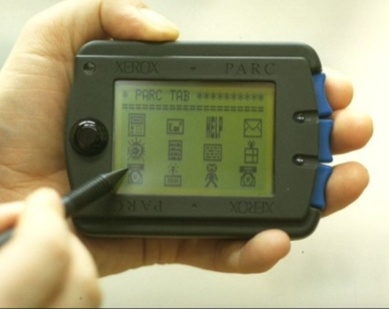 XEROX PARC
* PARC TAB **********
====================
PARC XEROX